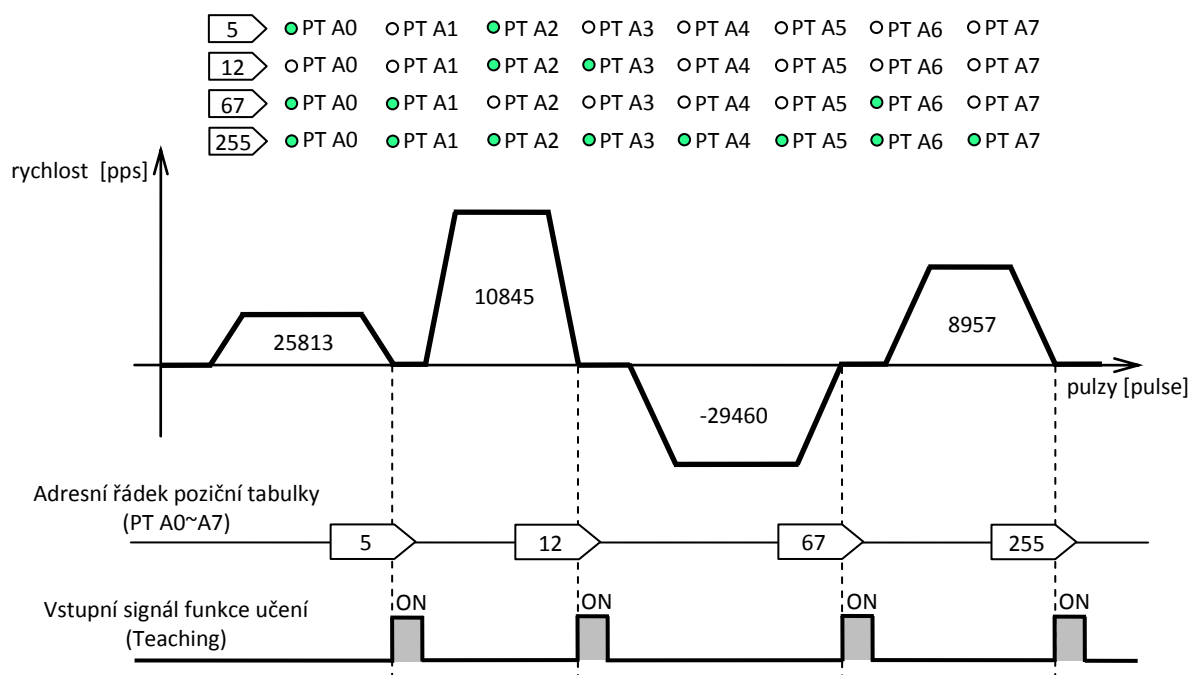 5 PT A0 PT A1 PT A2 PT A3 PT A4 PT A5 PT A6 PT A7
12 PT A0 PT A1 PT A2 PT A3 PT A4 PT A5 PT A6 PT A7
67 PT A0 PT A1 PT A2 PT A3 PT A4 PT A5 PT A6 PT A7
255 PT A0 PT A1 PT A2 PT A3 PT A4 PT A5 PT A6 PT A7
rychlost [pps]
10845
25813
8957
pulzy [pulse]
-29460
Adresní řádek poziční tabulky
(PT A0~A7)
5 12 67 255
Vstupní signál funkce učení
(Teaching)
ON ON ON ON